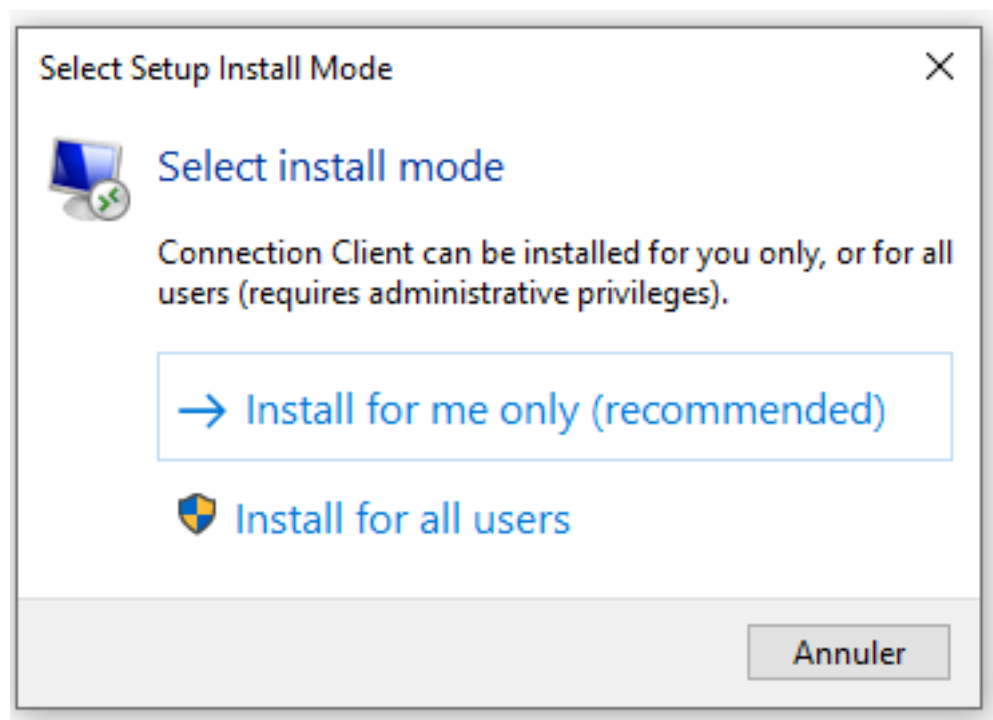 Select Setup Install Mode
Select install mode
Connection Client can be installed for you only, or for all
users (requires administrative privileges).
Install for me only (recommended)
Install for all users
Annuler